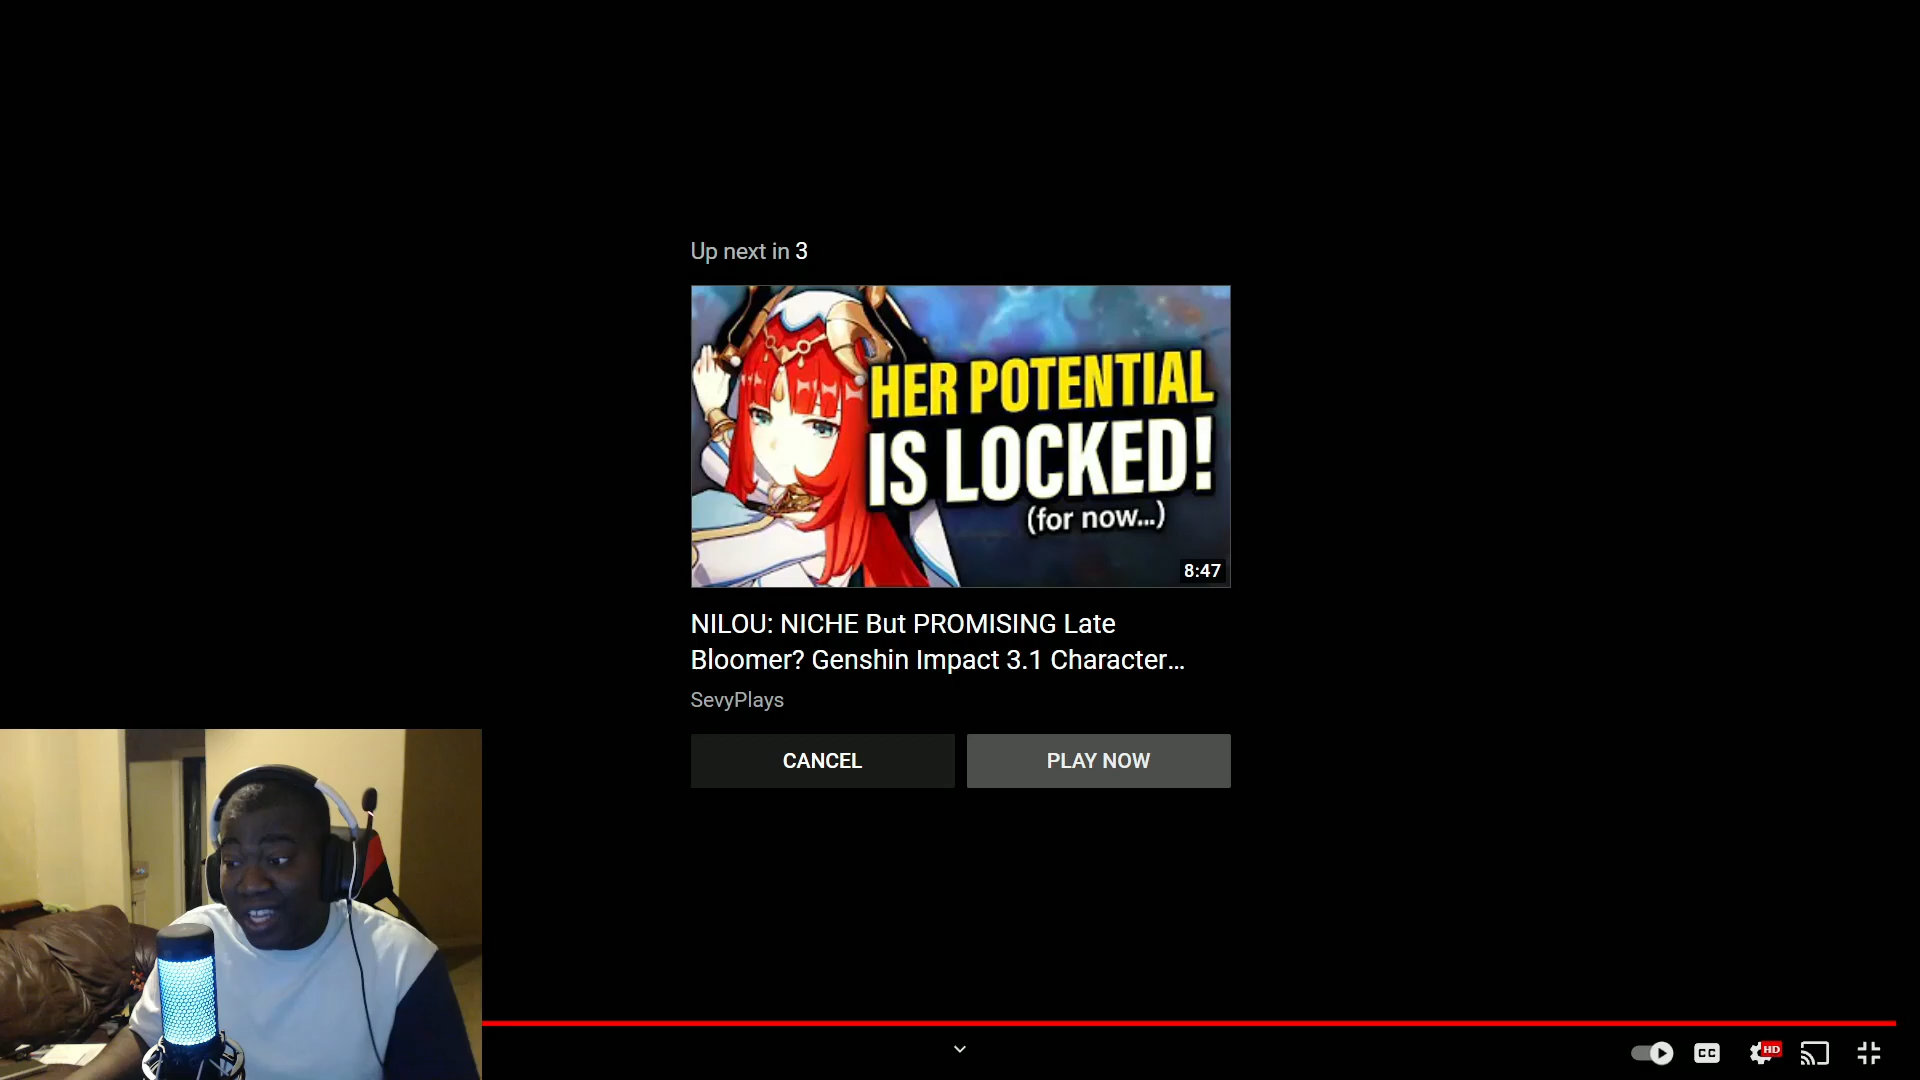 Up next in 3
HER POTENTIAL
IS LOCKED!
(for now...)
8:47
NILOU: NICHE But PROMISING Late
Bloomer? Genshin Impact 3.1 Character...
SevyPlays
CANCEL
PLAY NOW
CC
HD